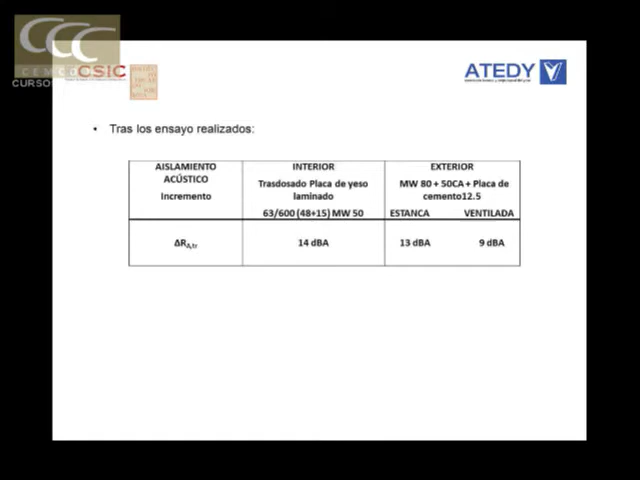 CCC
CEMCO
CURSOS
CSIC
ATEDY
• Tras los ensayo realizados:
AISLAMIENTO ACÚSTICO
Incremento
INTERIOR
Trasdosado Placa de yeso laminado
63/600 (48+15) MW 50
EXTERIOR
MW 80 + 50CA + Placa de cemento12.5
ESTANCA VENTILADA
ΔRA,tr 14 dBA 13 dBA 9 dBA